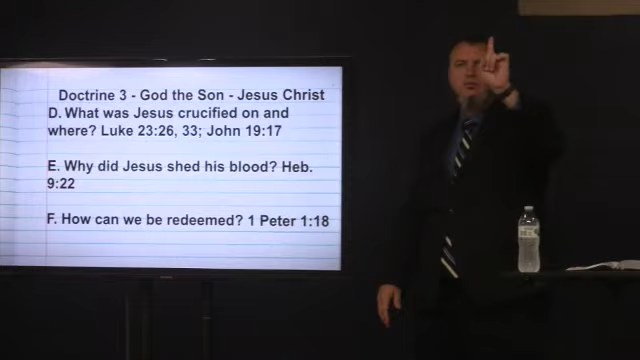 Doctrine 3 - God the Son - Jesus Christ
D. What was Jesus crucified on and
where? Luke 23:26, 33; John 19:17
E. Why did Jesus shed his blood? Heb.
9:22
F. How can we be redeemed? 1 Peter 1:18